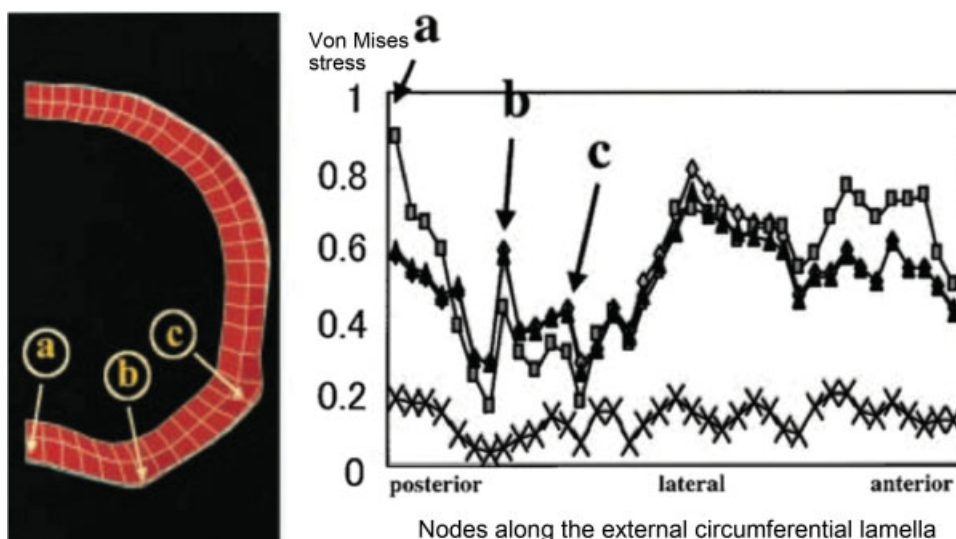 a
b
c
Von Mises
stress
a
b
c
1
0.8
0.6
0.4
0.2
0
posterior lateral anterior
Nodes along the external circumferential lamella